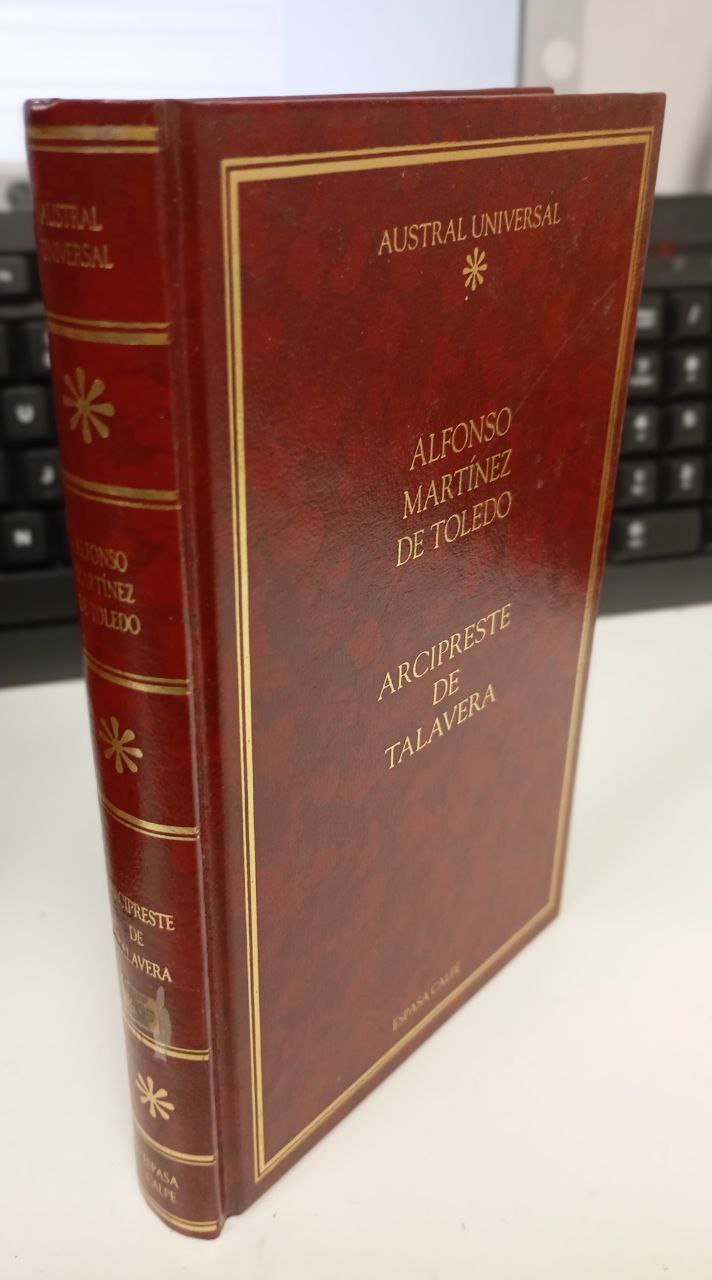 AUSTRAL
UNIVERSAL
ALFONSO
MARTÍNEZ
DE TOLEDO
ARCIPRESTE
DE
TALAVERA
ESPASA
CALPE
AUSTRAL UNIVERSAL
ALFONSO
MARTÍNEZ
DE TOLEDO
ARCIPRESTE
DE
TALAVERA
ESPASA CALPE